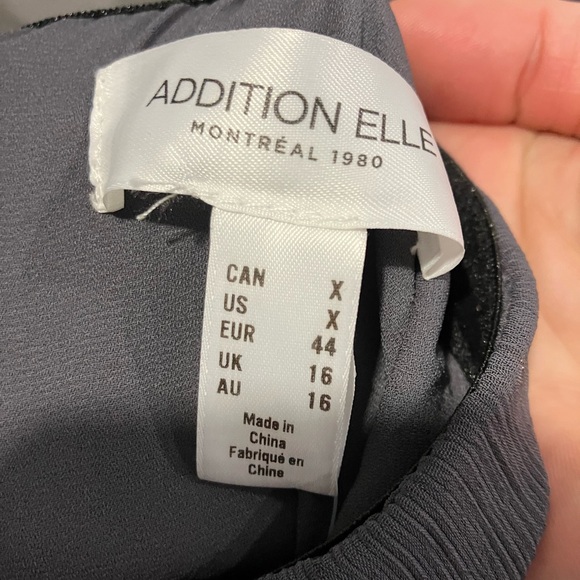 ADDITION ELLE
MONTRÉAL 1980
CAN X
US X
EUR 44
UK 16
AU 16
Made in
China
Fabriqué en
Chine